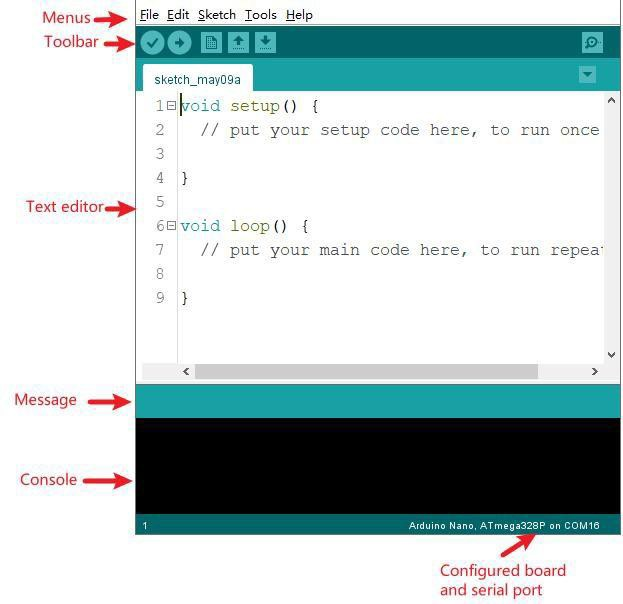 Menus
File Edit Sketch Tools Help
Toolbar
sketch_may09a
1 void setup() {
2 // put your setup code here, to run once
3
4 }
Text editor
5
6 void loop() {
7 // put your main code here, to run repeat
8
9 }
Message
Console
1 Arduino Nano, ATmega328P on COM16
Configured board
and serial port